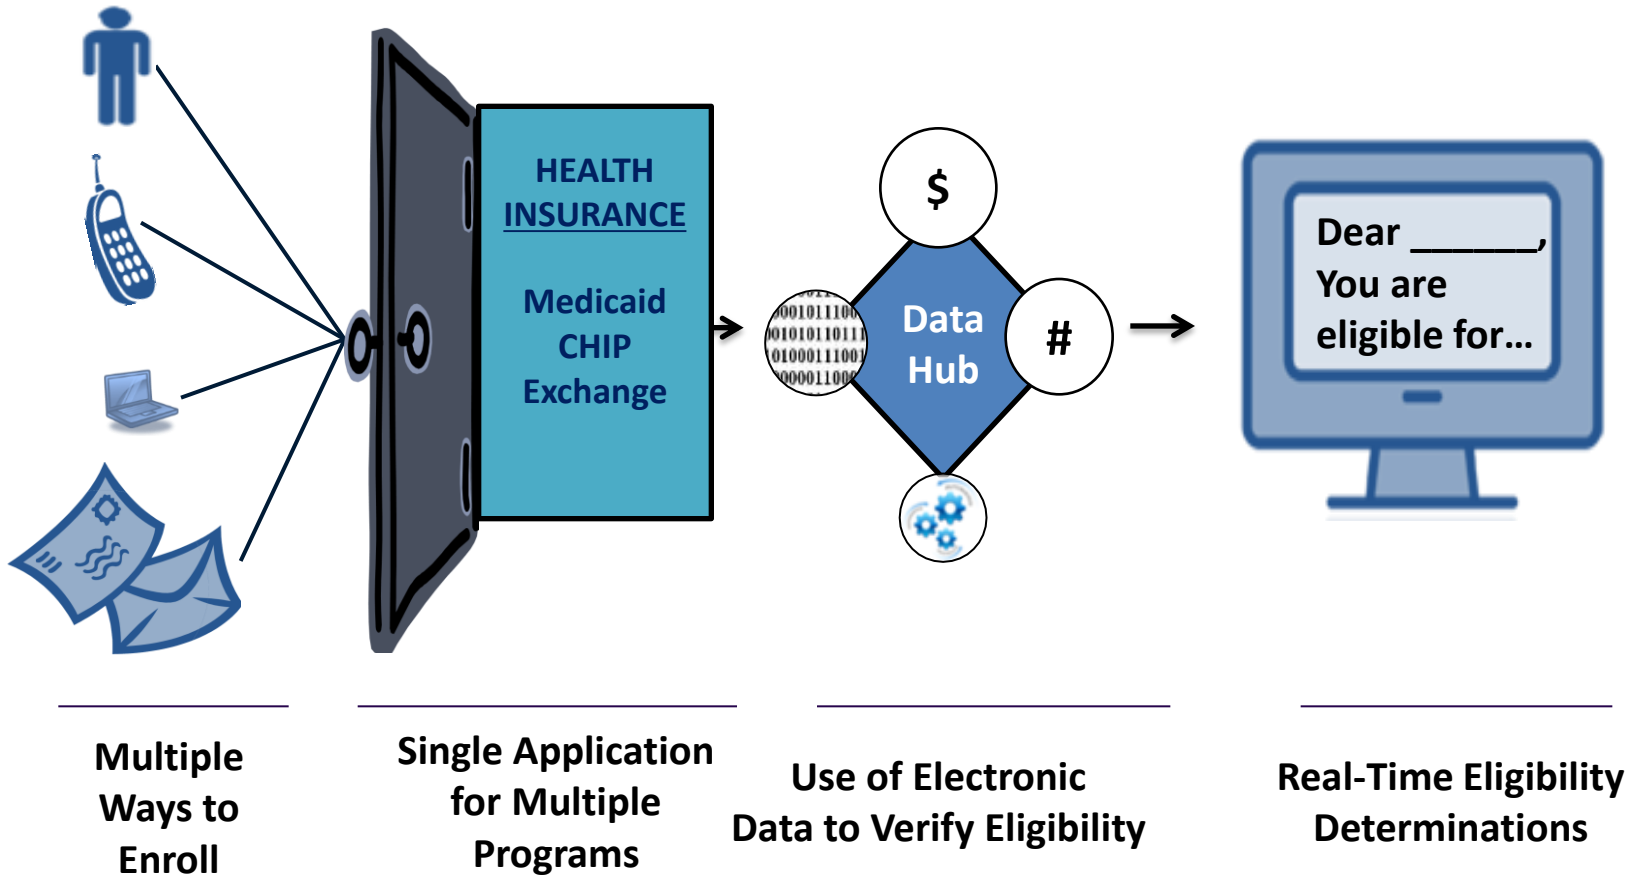 HEALTH
INSURANCE
Medicaid
CHIP
Exchange
$
Data
Hub
#
Dear ______,
You are
eligible for...
Multiple
Ways to
Enroll
Single Application
for Multiple
Programs
Use of Electronic
Data to Verify Eligibility
Real-Time Eligibility
Determinations